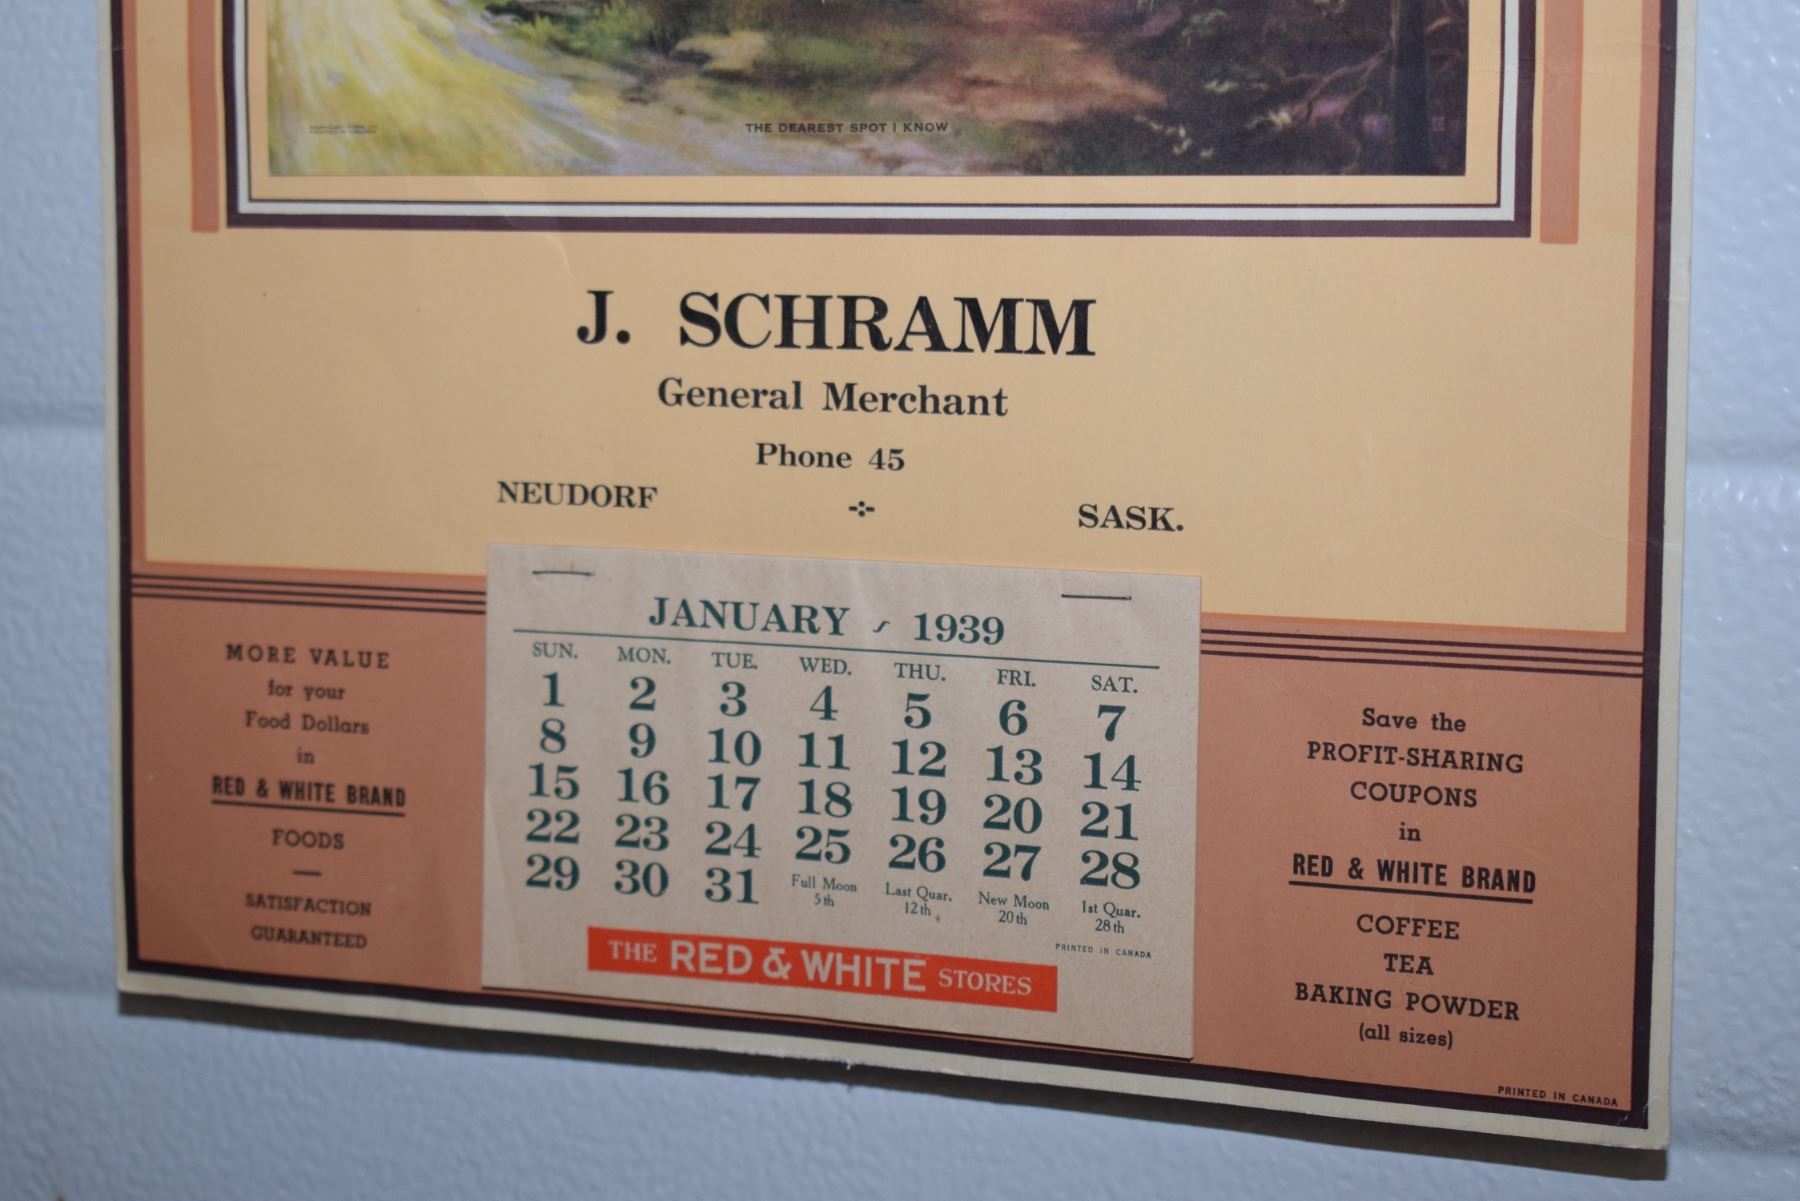 THE DEAREST SPOT I KNOW
J. SCHRAMM
General Merchant
Phone 45
NEUDORF SASK.
MORE VALUE
for your
Food Dollars
in
RED & WHITE BRAND
FOODS
SATISFACTION
GUARANTEED
JANUARY - 1939
SUN. MON. TUE. WED. THU. FRI. SAT.
1 2 3 4 5 6 7
8 9 10 11 12 13 14
15 16 17 18 19 20 21
22 23 24 25 26 27 28
29 30 31
Full Moon
5th
Last Quar.
12th
New Moon
20th
1st Quar.
28th
PRINTED IN CANADA
THE RED & WHITE STORES
Save the
PROFIT-SHARING
COUPONS
in
RED & WHITE BRAND
COFFEE
TEA
BAKING POWDER
(all sizes)
PRINTED IN CANADA